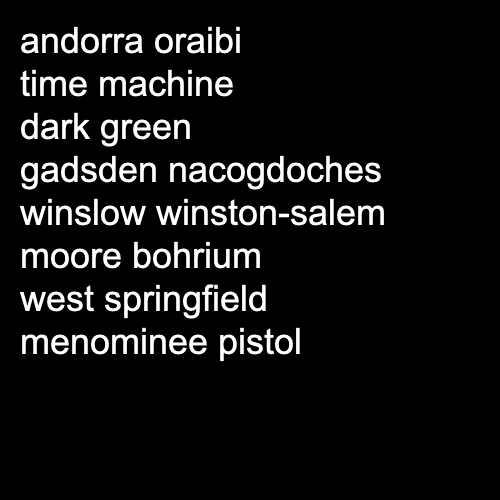 andorra oraibi
time machine
dark green
gadsden nacogdoches
winslow winston-salem
moore bohrium
west springfield
menominee pistol